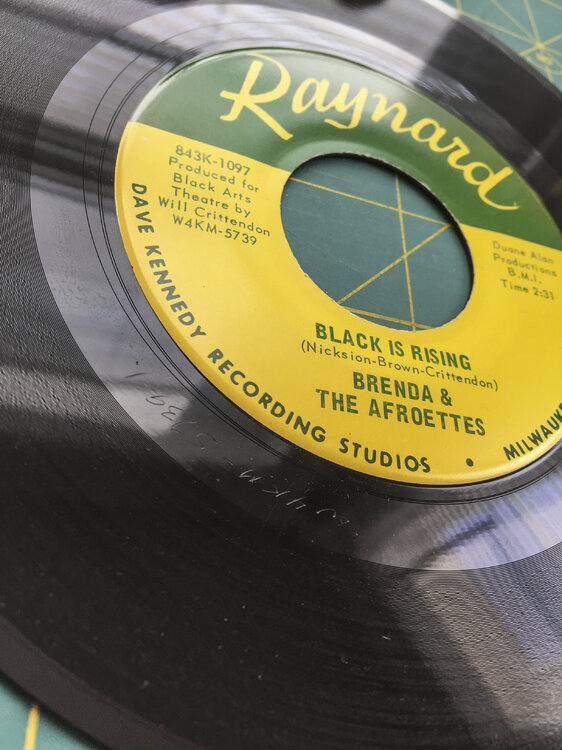 Raynard
843K-1097
Produced for
Black Arts
Theatre by
Will Crittendon
W4KM-5739
Duane Alan
Productions
B.M.I.
Time 2:31
BLACK IS RISING
(Nicksion-Brown-Crittendon)
BRENDA &
THE AFROETTES
DAVE KENNEDY RECORDING STUDIOS • MILWAUKE